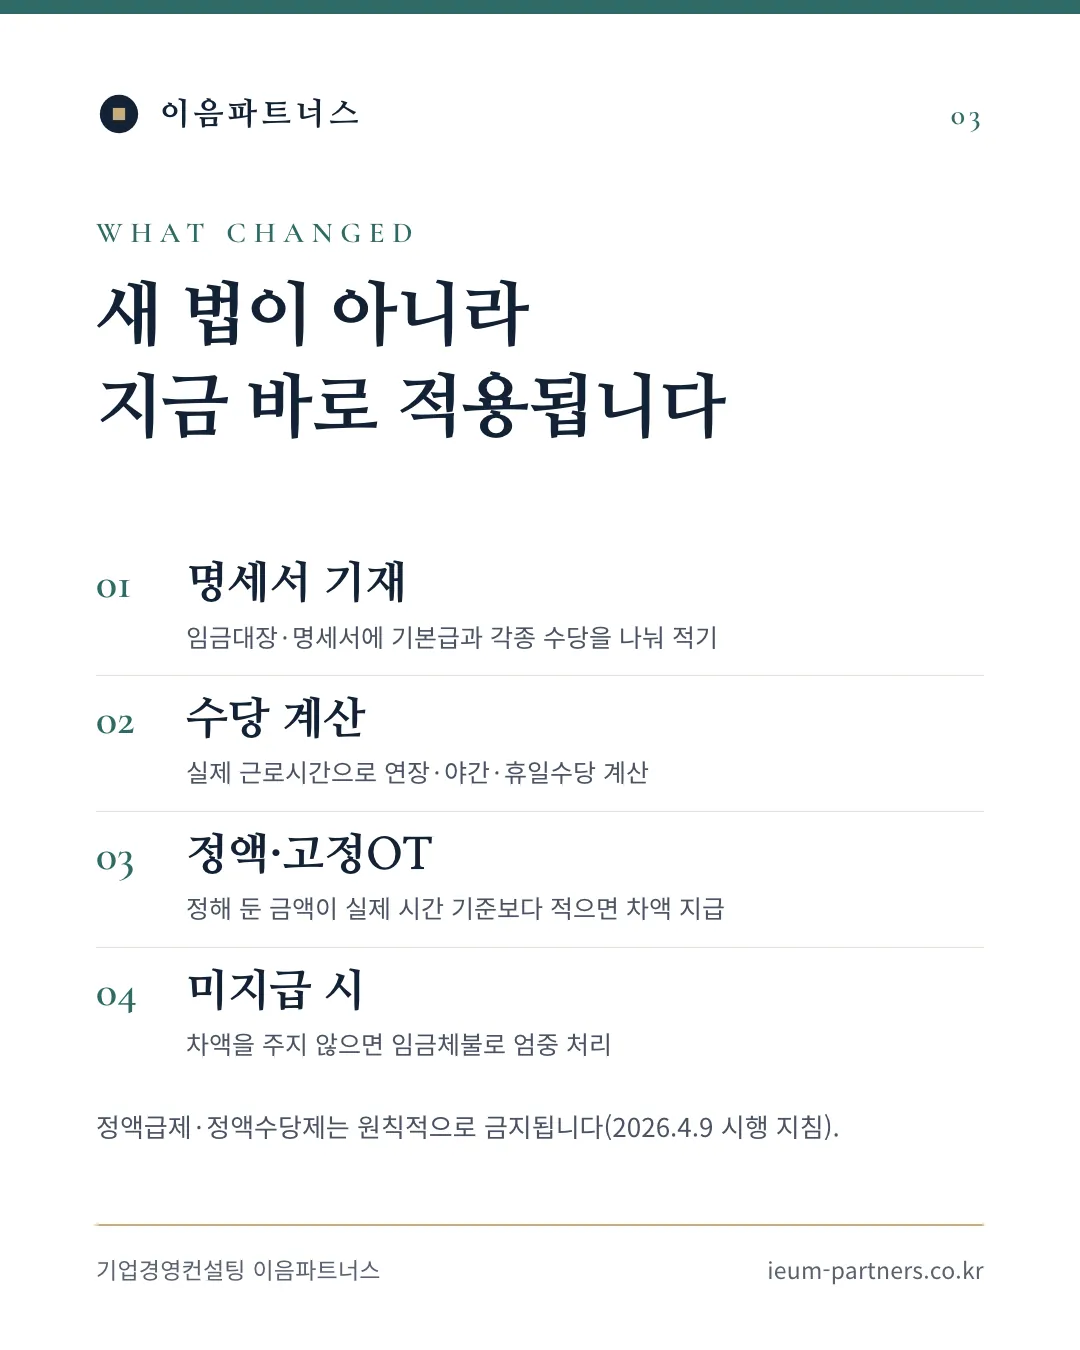 이음파트너스
03
WHAT CHANGED
새 법이 아니라
지금 바로 적용됩니다
01 명세서 기재
임금대장·명세서에 기본급과 각종 수당을 나눠 적기
02 수당 계산
실제 근로시간으로 연장·야간·휴일수당 계산
03 정액·고정OT
정해 둔 금액이 실제 시간 기준보다 적으면 차액 지급
04 미지급 시
차액을 주지 않으면 임금체불로 엄중 처리
정액급제·정액수당제는 원칙적으로 금지됩니다(2026.4.9 시행 지침).
기업경영컨설팅 이음파트너스
ieum-partners.co.kr